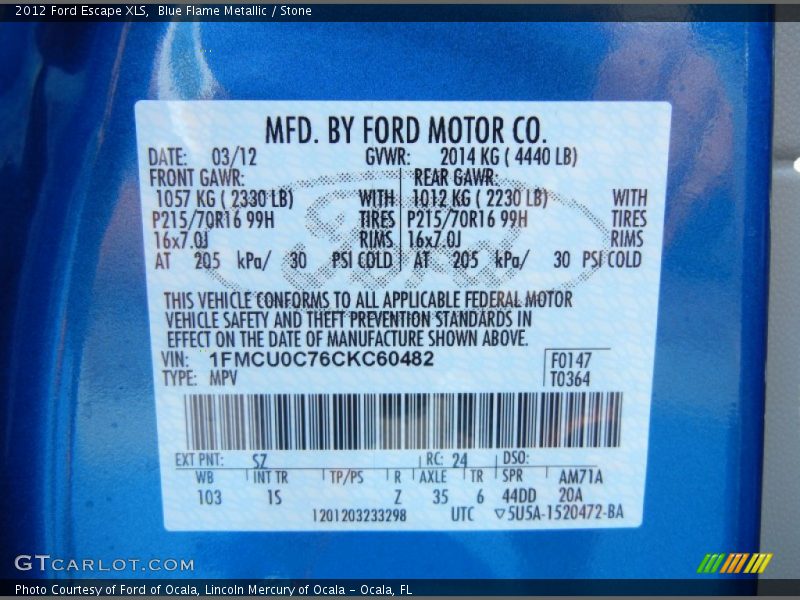 2012 Ford Escape XLS,  Blue Flame Metallic / Stone
MFD. BY FORD MOTOR CO.
DATE: 03/12 GVWR: 2014 KG ( 4440 LB)
FRONT GAWR: REAR GAWR:
1057 KG ( 2330 LB) WITH 1012 KG ( 2230 LB) WITH
P215/70R16 99H TIRES P215/70R16 99H TIRES
16x7.0J RIMS 16x7.0J RIMS
AT 205 kPa/ 30 PSI COLD AT 205 kPa/ 30 PSI COLD
Ford
THIS VEHICLE CONFORMS TO ALL APPLICABLE FEDERAL MOTOR
VEHICLE SAFETY AND THEFT PREVENTION STANDARDS IN
EFFECT ON THE DATE OF MANUFACTURE SHOWN ABOVE.
VIN: 1FMCU0C76CKC60482 F0147
TYPE: MPV T0364
EXT PNT: SZ RC: 24 DSO:
WB INT TR TP/PS R AXLE TR SPR AM71A
103 1S Z 35 6 44DD 20A
1201203233298 UTC ▽5U5A-1520472-BA
GTCARLOT.COM
Photo Courtesy of Ford of Ocala, Lincoln Mercury of Ocala – Ocala, FL